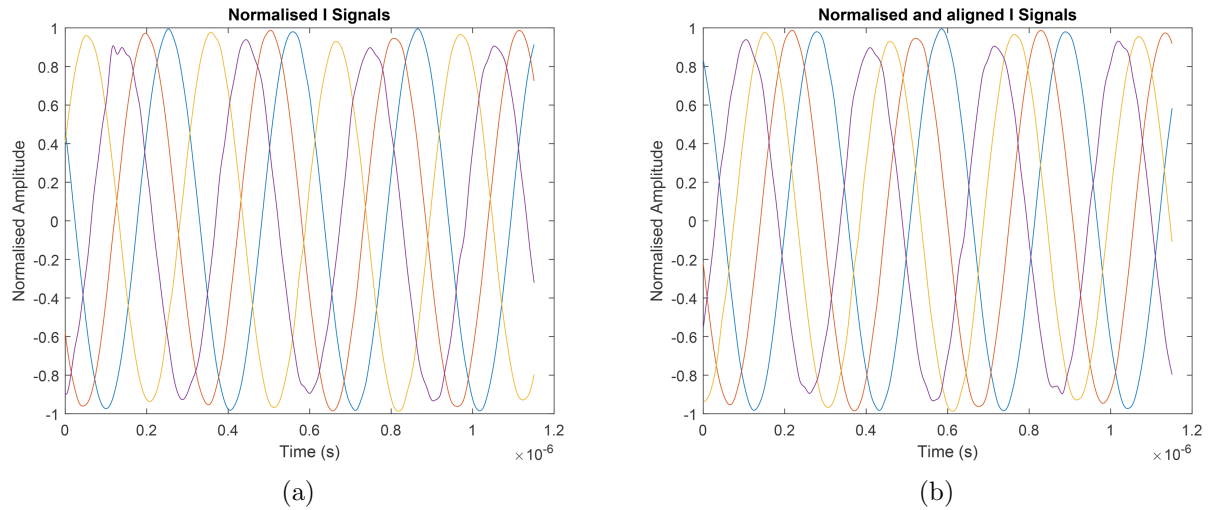 Normalised I Signals
1
0.8
0.6
0.4
0.2
0
-0.2
-0.4
-0.6
-0.8
-1
Normalised Amplitude
0 0.2 0.4 0.6 0.8 1 1.2
Time (s)
×10-6
(a)
Normalised and aligned I Signals
1
0.8
0.6
0.4
0.2
0
-0.2
-0.4
-0.6
-0.8
-1
Normalised Amplitude
0 0.2 0.4 0.6 0.8 1 1.2
Time (s)
×10-6
(b)